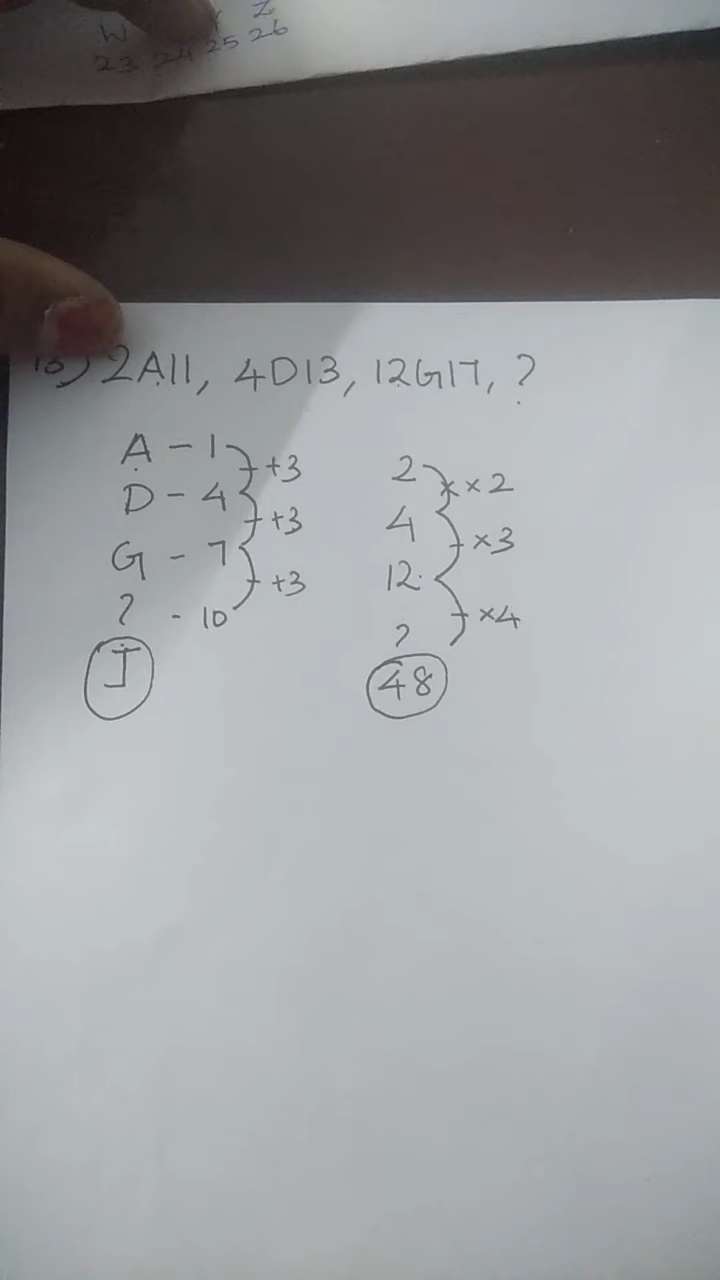 W Z
23 24 25 26
2A11, 4D13, 12G17, ?
A - 1 +3
D - 4 +3
G - 7 +3
? - 10
J
2 ×2
4 ×3
12 ×4
?
48